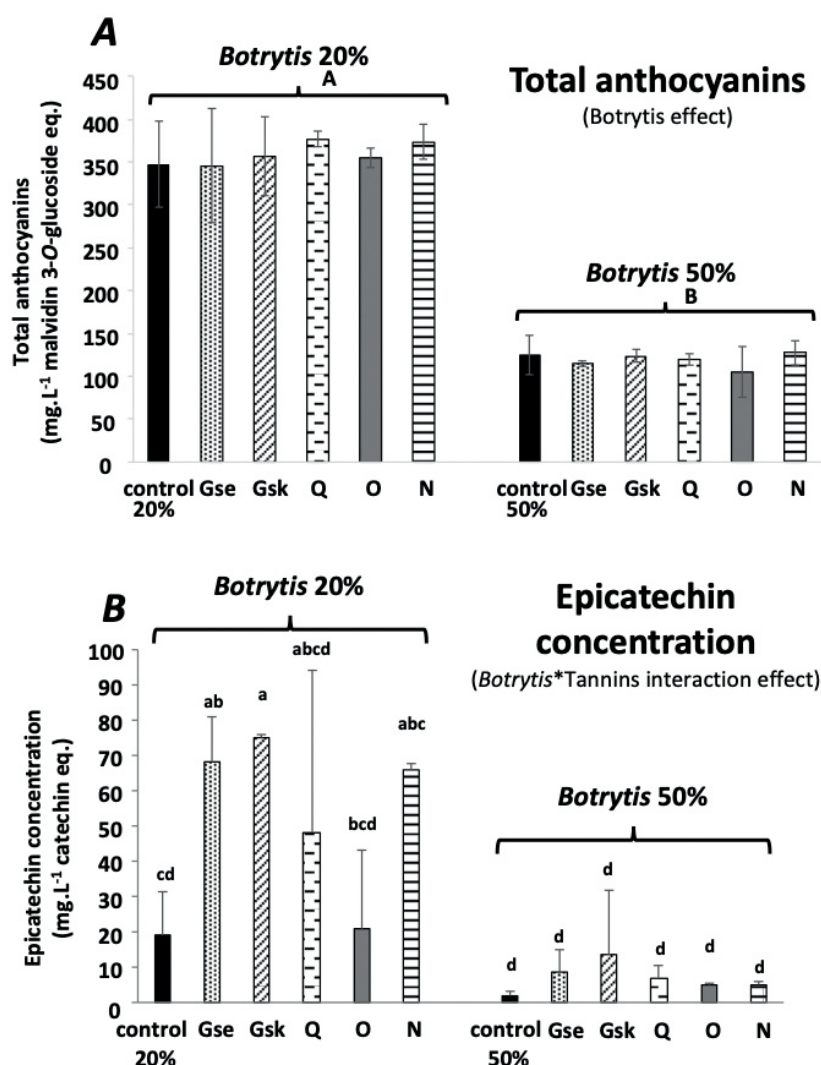 A
Botrytis 20%
A
Total anthocyanins
(Botrytis effect)
Total anthocyanins
(mg.L-1 malvidin 3-O-glucoside eq.)
450
400
350
300
250
200
150
100
50
0
Botrytis 50%
B
control Gse Gsk Q O N
20%
control Gse Gsk Q O N
50%
B
Botrytis 20%
Epicatechin
concentration
(Botrytis*Tannins interaction effect)
Epicatechin concentration
(mg.L-1 catechin eq.)
100
90
80
70
60
50
40
30
20
10
0
cd
ab
a
abcd
bcd
abc
Botrytis 50%
d
d
d
d
d
d
control Gse Gsk Q O N
20%
control Gse Gsk Q O N
50%